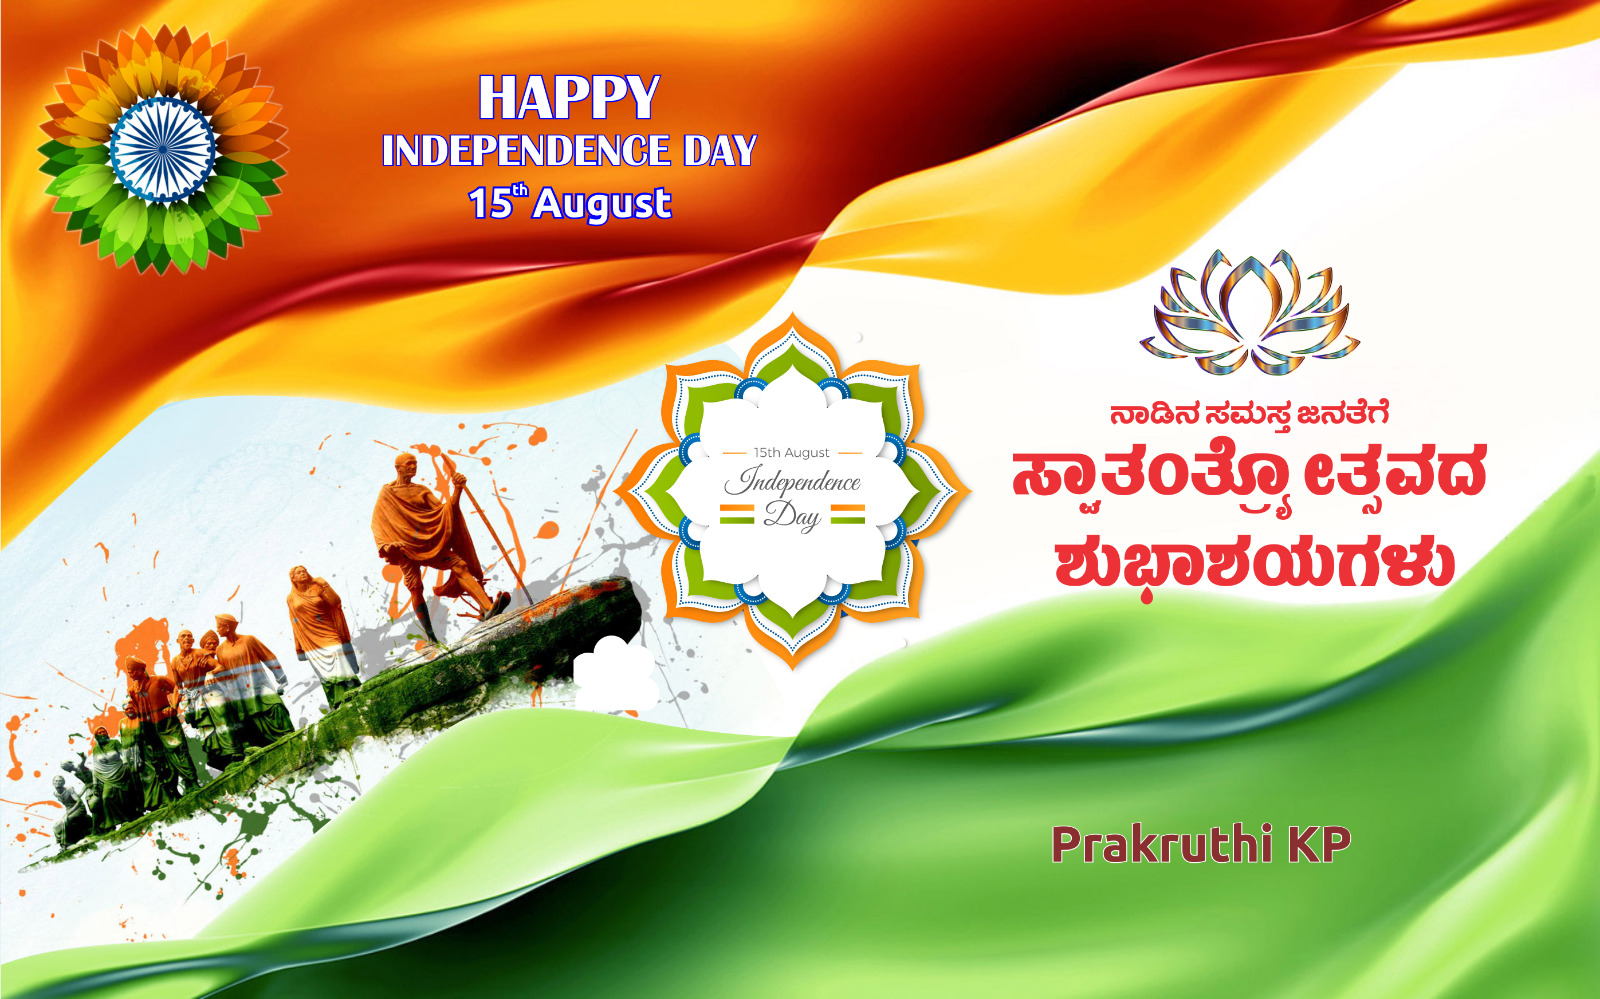 HAPPY
INDEPENDENCE DAY
15th August
15th August
Independence
Day
ನಾಡಿನ ಸಮಸ್ತ ಜನತೆಗೆ
ಸ್ವಾತಂತ್ರ್ಯೋತ್ಸವದ
ಶುಭಾಶಯಗಳು
Prakruthi KP